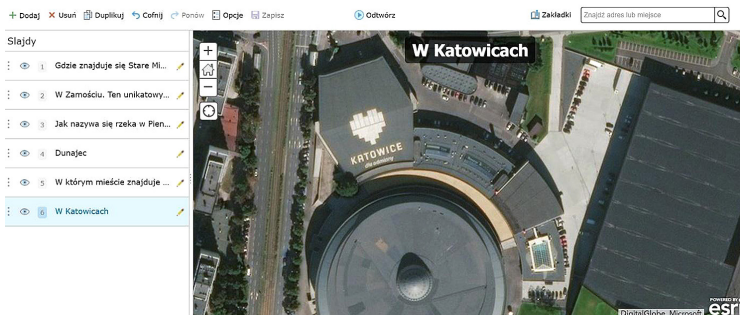 Dodaj Usuń Duplikuj Cofnij Ponów Opcje Zapisz Odtwórz Zakładki Znajdź adres lub miejsce
Slajdy
1 Gdzie znajduje się Stare Mi...
2 W Zamościu. Ten unikatowy...
3 Jak nazywa się rzeka w Pien...
4 Dunajec
5 W którym mieście znajduje ...
6 W Katowicach
W Katowicach
KATOWICE
dla odmiany
POWERED BY
esri
DigitalGlobe, Microsoft